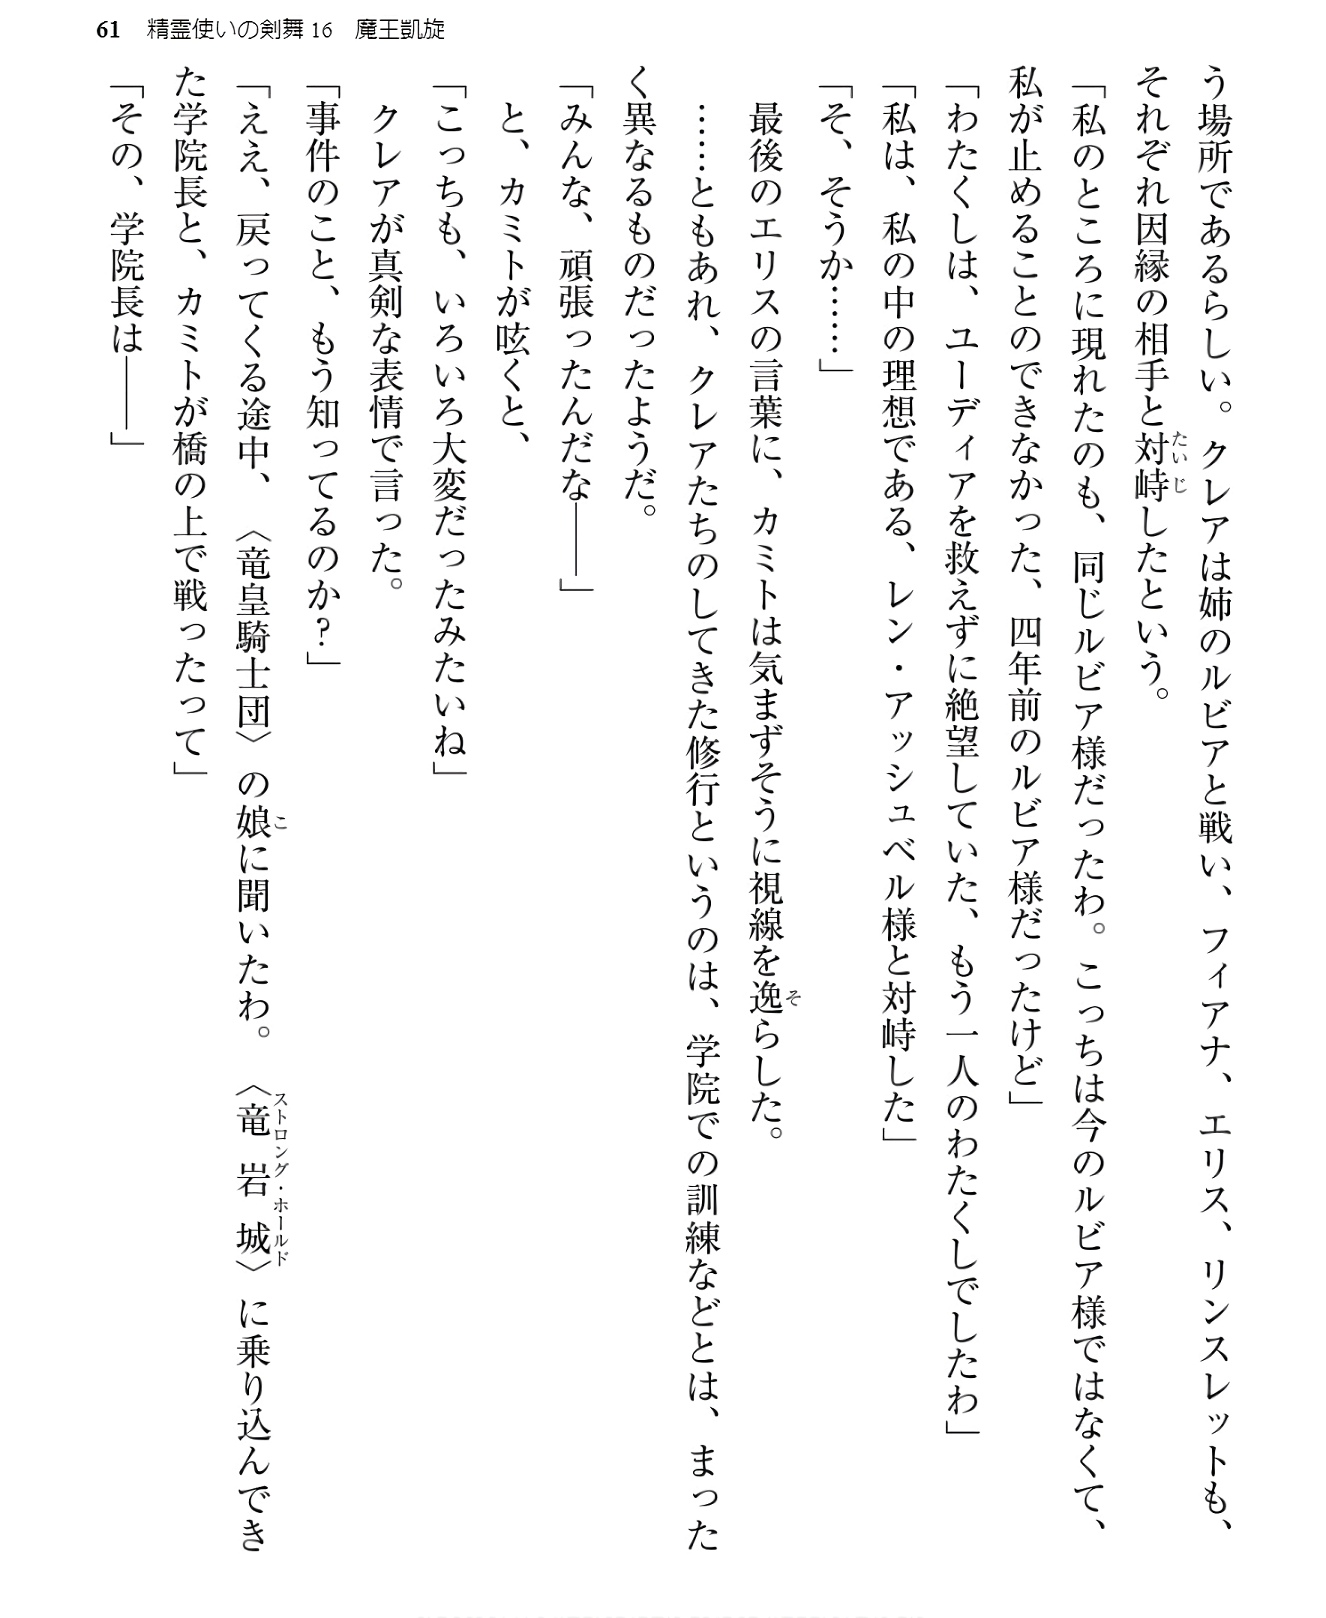 61 精霊使いの剣舞16 魔王凱旋
う場所であるらしい。クレアは姉のルビアと戦い、フィアナ、エリス、リンスレットも、
それぞれ因縁の相手と対峙したという。
「私のところに現れたのも、同じルビア様だったわ。こっちは今のルビア様ではなくて、
私が止めることのできなかった、四年前のルビア様だったけど」
「わたくしは、ユーディアを救えずに絶望していた、もう一人のわたくしでしたわ」
「私は、私の中の理想である、レン・アッシュベル様と対峙した」
「そ、そうか……」
最後のエリスの言葉に、カミトは気まずそうに視線を逸らした。
……ともあれ、クレアたちのしてきた修行というのは、学院での訓練などとは、まった
く異なるものだったようだ。
「みんな、頑張ったんだな――」
と、カミトが呟くと、
「こっちも、いろいろ大変だったみたいね」
クレアが真剣な表情で言った。
「事件のこと、もう知ってるのか？」
「ええ、戻ってくる途中、〈竜皇騎士団〉の娘に聞いたわ。〈竜岩城〉に乗り込んでき
た学院長と、カミトが橋の上で戦ったって」
「その、学院長は――」
たいじ
そ
こ
ストロング・ホールド